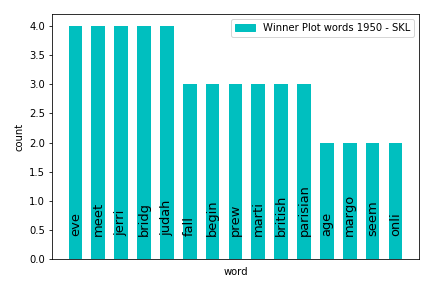 Winner Plot words 1950 - SKL
4.0
3.5
3.0
2.5
2.0
1.5
1.0
0.5
0.0
count
eve
meet
jerri
bridg
judah
fall
begin
prew
marti
british
parisian
age
margo
seem
onli
word